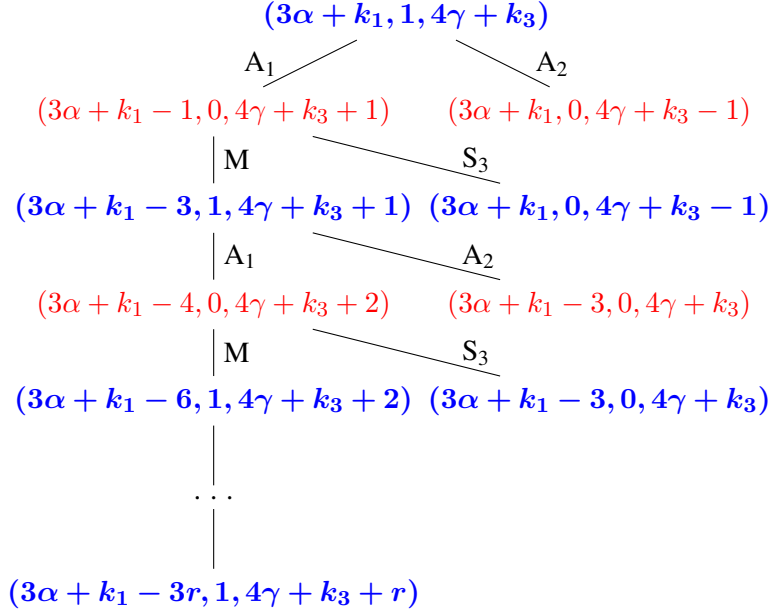 (3α + k₁, 1, 4γ + k₃)
A₁ A₂
(3α + k₁ − 1, 0, 4γ + k₃ + 1) (3α + k₁, 0, 4γ + k₃ − 1)
M S₃
(3α + k₁ − 3, 1, 4γ + k₃ + 1) (3α + k₁, 0, 4γ + k₃ − 1)
A₁ A₂
(3α + k₁ − 4, 0, 4γ + k₃ + 2) (3α + k₁ − 3, 0, 4γ + k₃)
M S₃
(3α + k₁ − 6, 1, 4γ + k₃ + 2) (3α + k₁ − 3, 0, 4γ + k₃)
. . .
(3α + k₁ − 3r, 1, 4γ + k₃ + r)